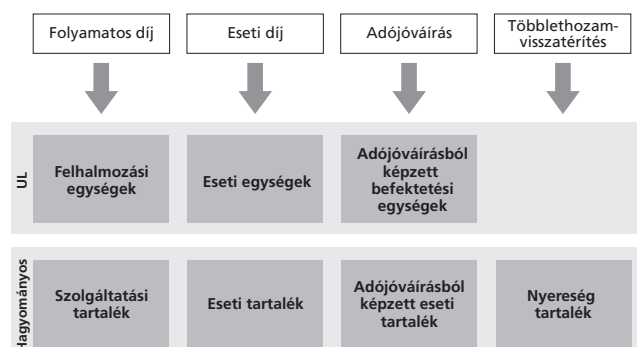 Folyamatos díj
Eseti díj
Adójóváírás
Többlethozam-
visszatérítés
UL
Felhalmozási
egységek
Eseti egységek
Adójóváírásból
képzett
befektetési
egységek
Hagyományos
Szolgáltatási
tartalék
Eseti tartalék
Adójóváírásból
képzett eseti
tartalék
Nyereség
tartalék